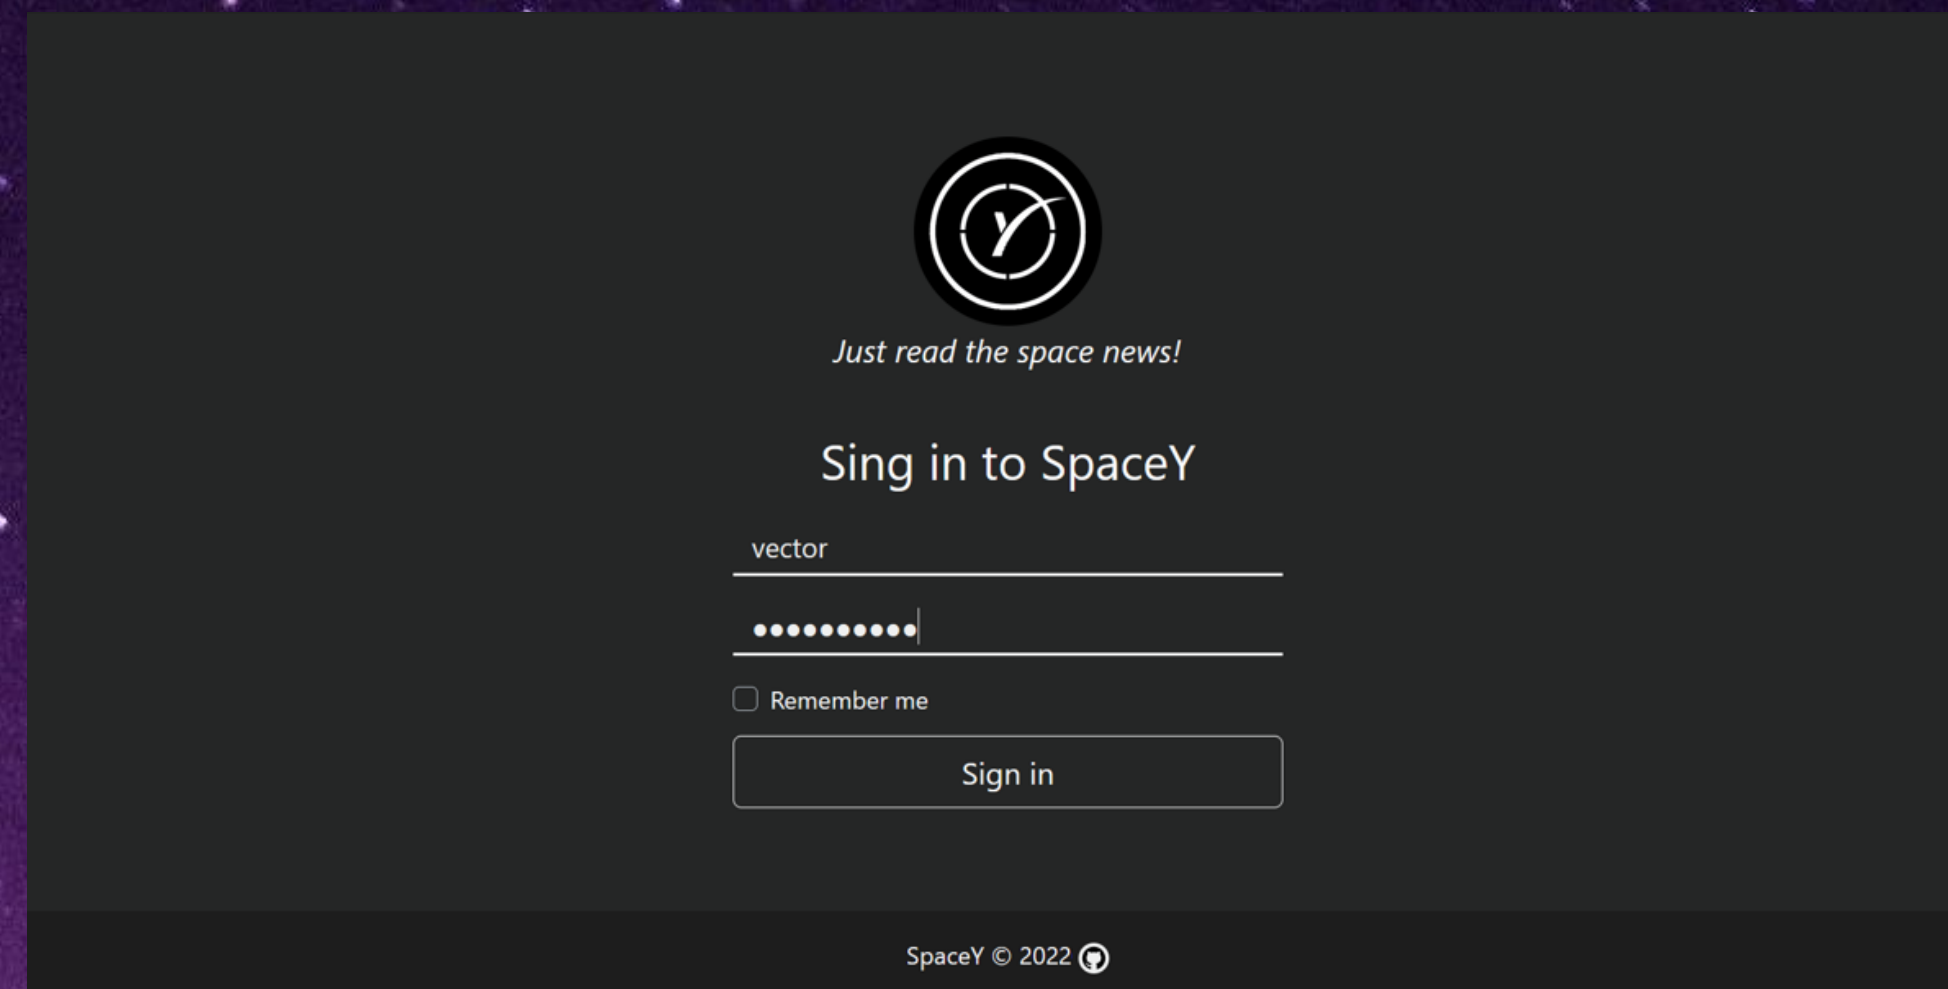 Y
Just read the space news!
Sing in to SpaceY
vector
••••••••••
Remember me
Sign in
SpaceY © 2022